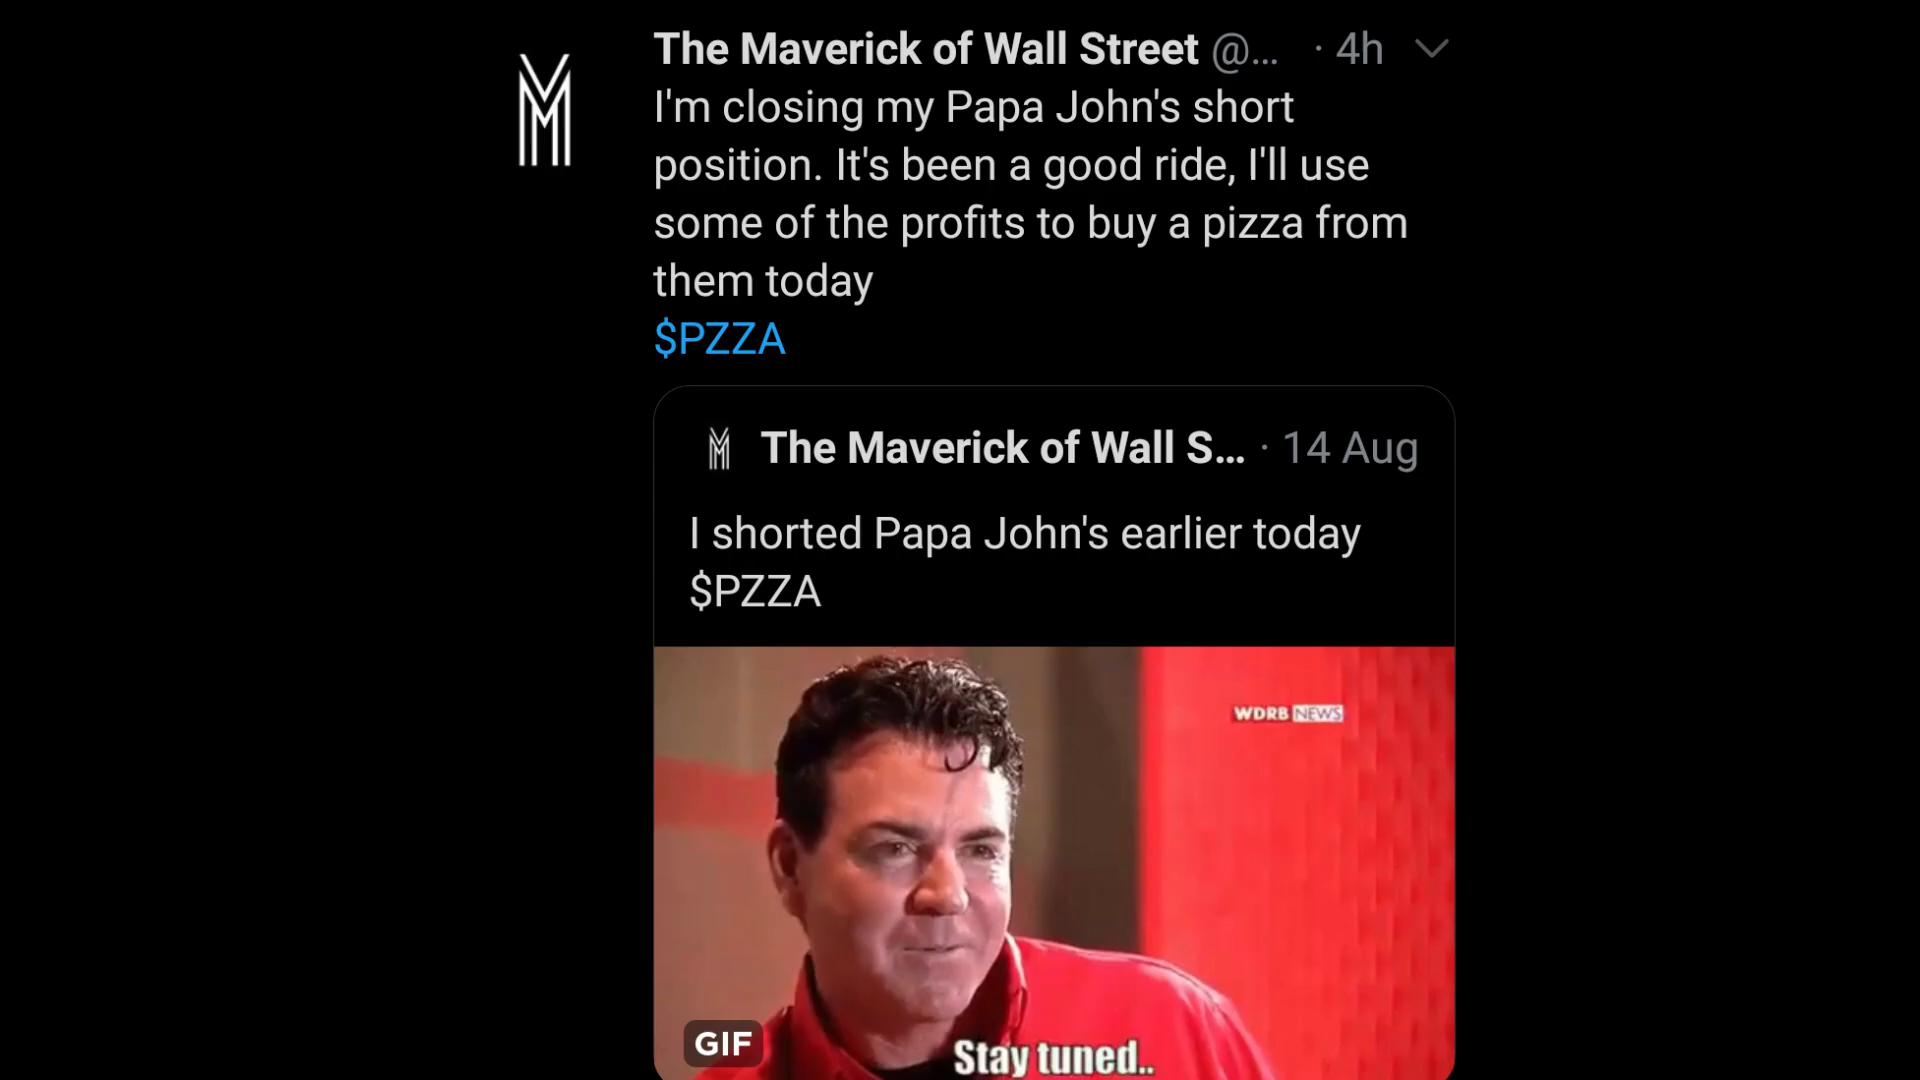 The Maverick of Wall Street @... · 4h
I'm closing my Papa John's short
position. It's been a good ride, I'll use
some of the profits to buy a pizza from
them today
$PZZA
The Maverick of Wall S... · 14 Aug
I shorted Papa John's earlier today
$PZZA
WDRB NEWS
GIF
Stay tuned..